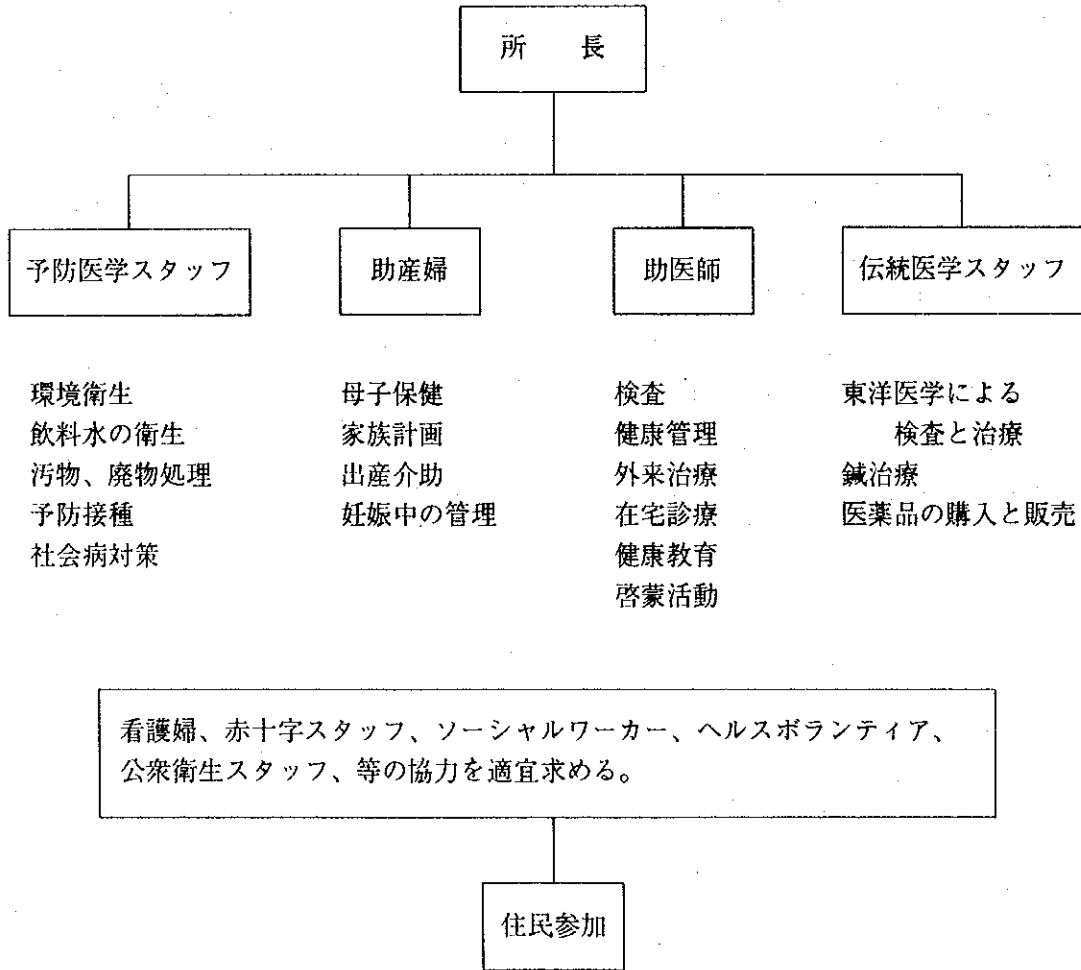 所　　長
予防医学スタッフ
助産婦
助医師
伝統医学スタッフ
環境衛生
飲料水の衛生
汚物、廃物処理
予防接種
社会病対策
母子保健
家族計画
出産介助
妊娠中の管理
検査
健康管理
外来治療
在宅診療
健康教育
啓蒙活動
東洋医学による
検査と治療
鍼治療
医薬品の購入と販売
看護婦、赤十字スタッフ、ソーシャルワーカー、ヘルスボランティア、
公衆衛生スタッフ、等の協力を適宜求める。
住民参加